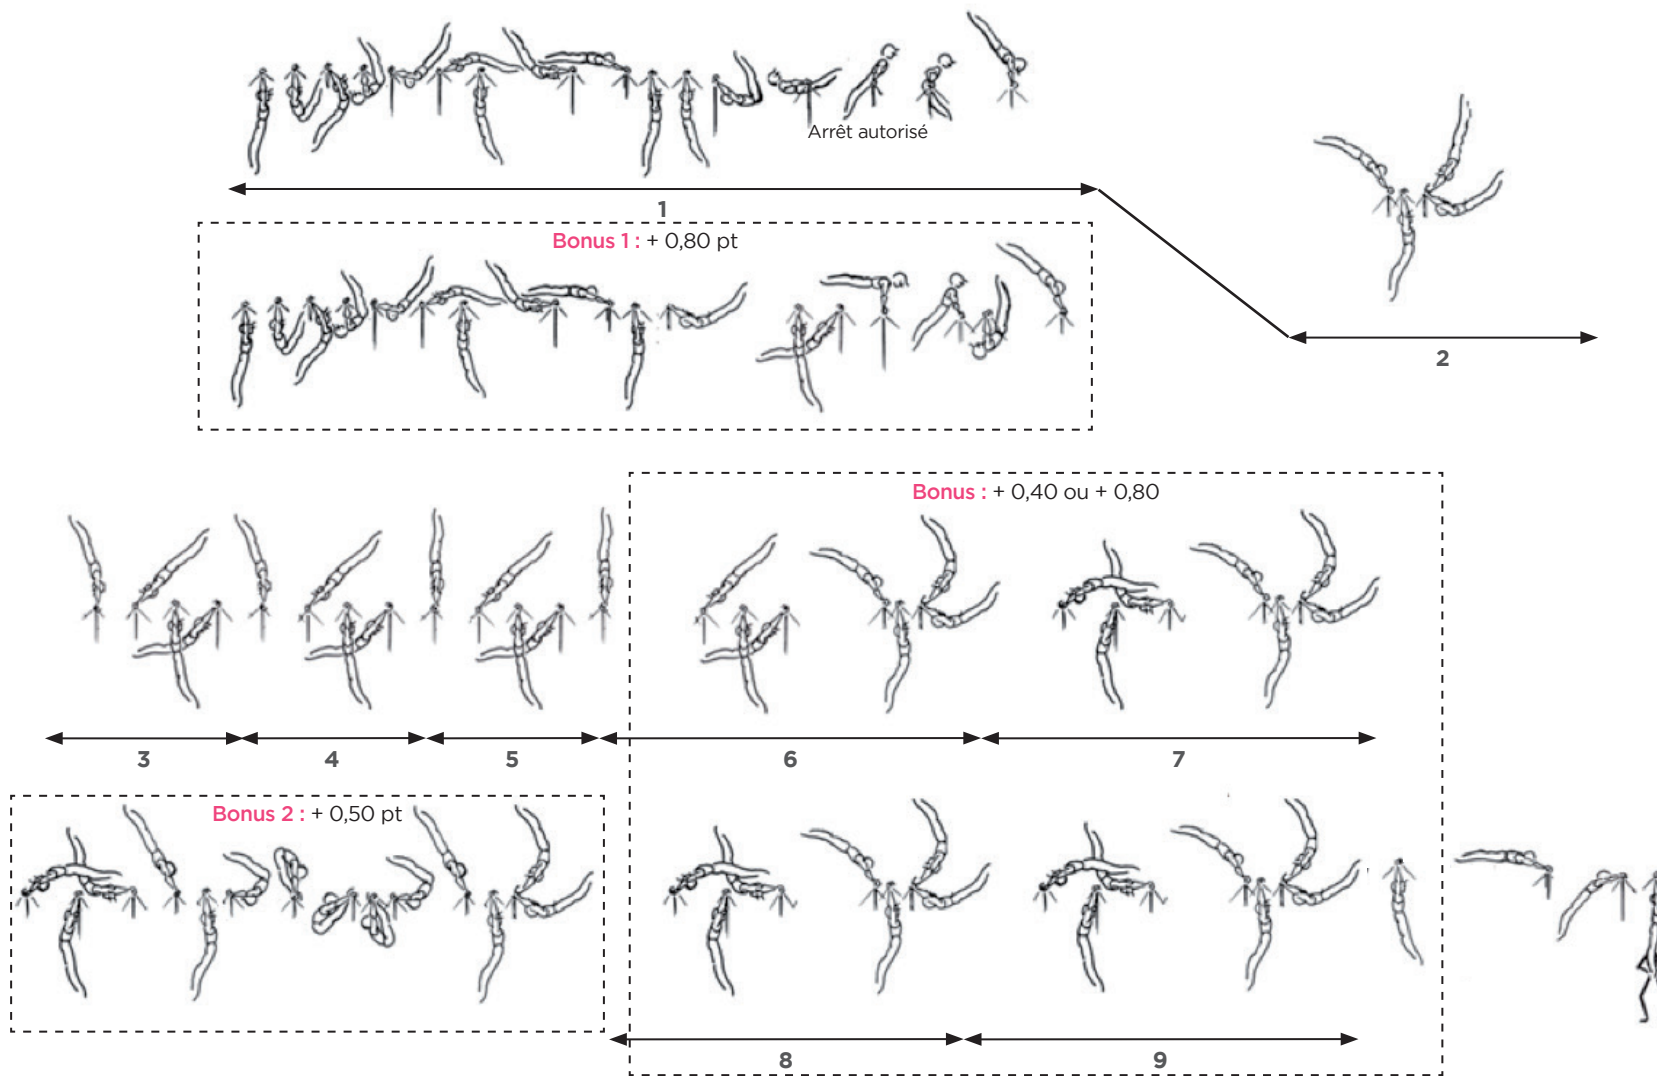 Arrêt autorisé
1
Bonus 1 : + 0,80 pt
2
Bonus : + 0,40 ou + 0,80
3
4
5
6
7
Bonus 2 : + 0,50 pt
8
9